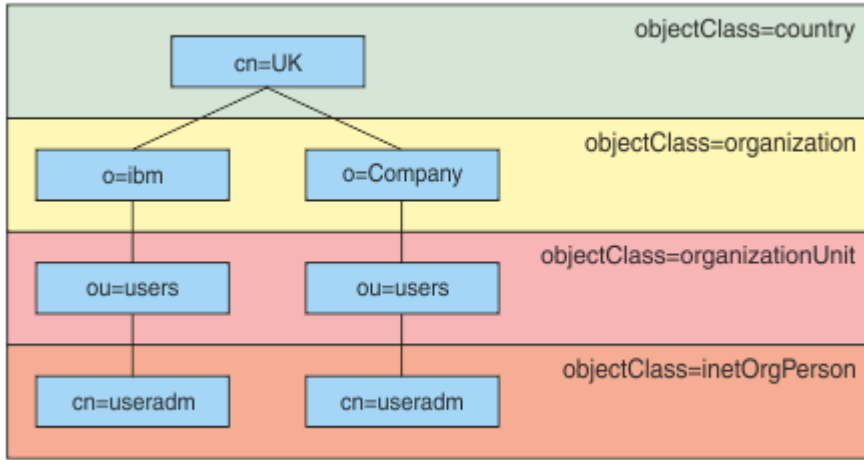 objectClass=country
cn=UK
objectClass=organization
o=ibm
o=Company
objectClass=organizationUnit
ou=users
ou=users
objectClass=inetOrgPerson
cn=useradm
cn=useradm